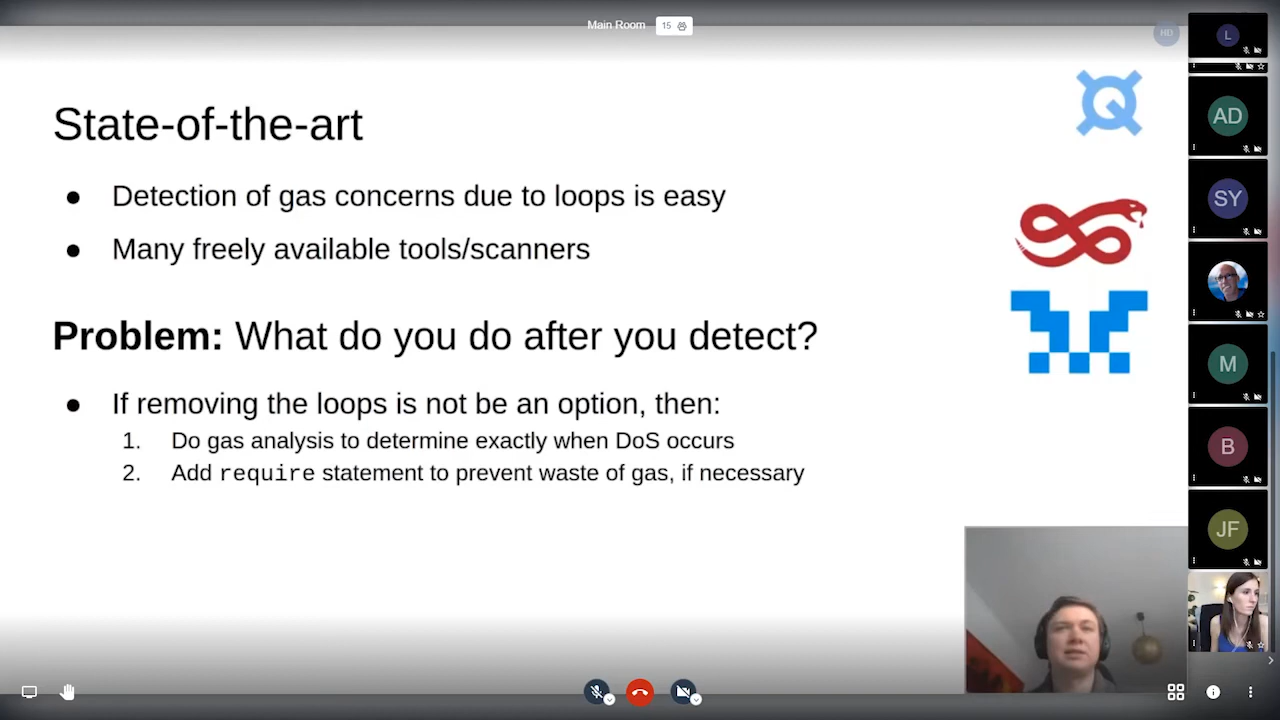 Main Room 15
HD
L
State-of-the-art
● Detection of gas concerns due to loops is easy
● Many freely available tools/scanners
Problem: What do you do after you detect?
● If removing the loops is not be an option, then:
1. Do gas analysis to determine exactly when DoS occurs
2. Add require statement to prevent waste of gas, if necessary
AD
SY
M
B
JF